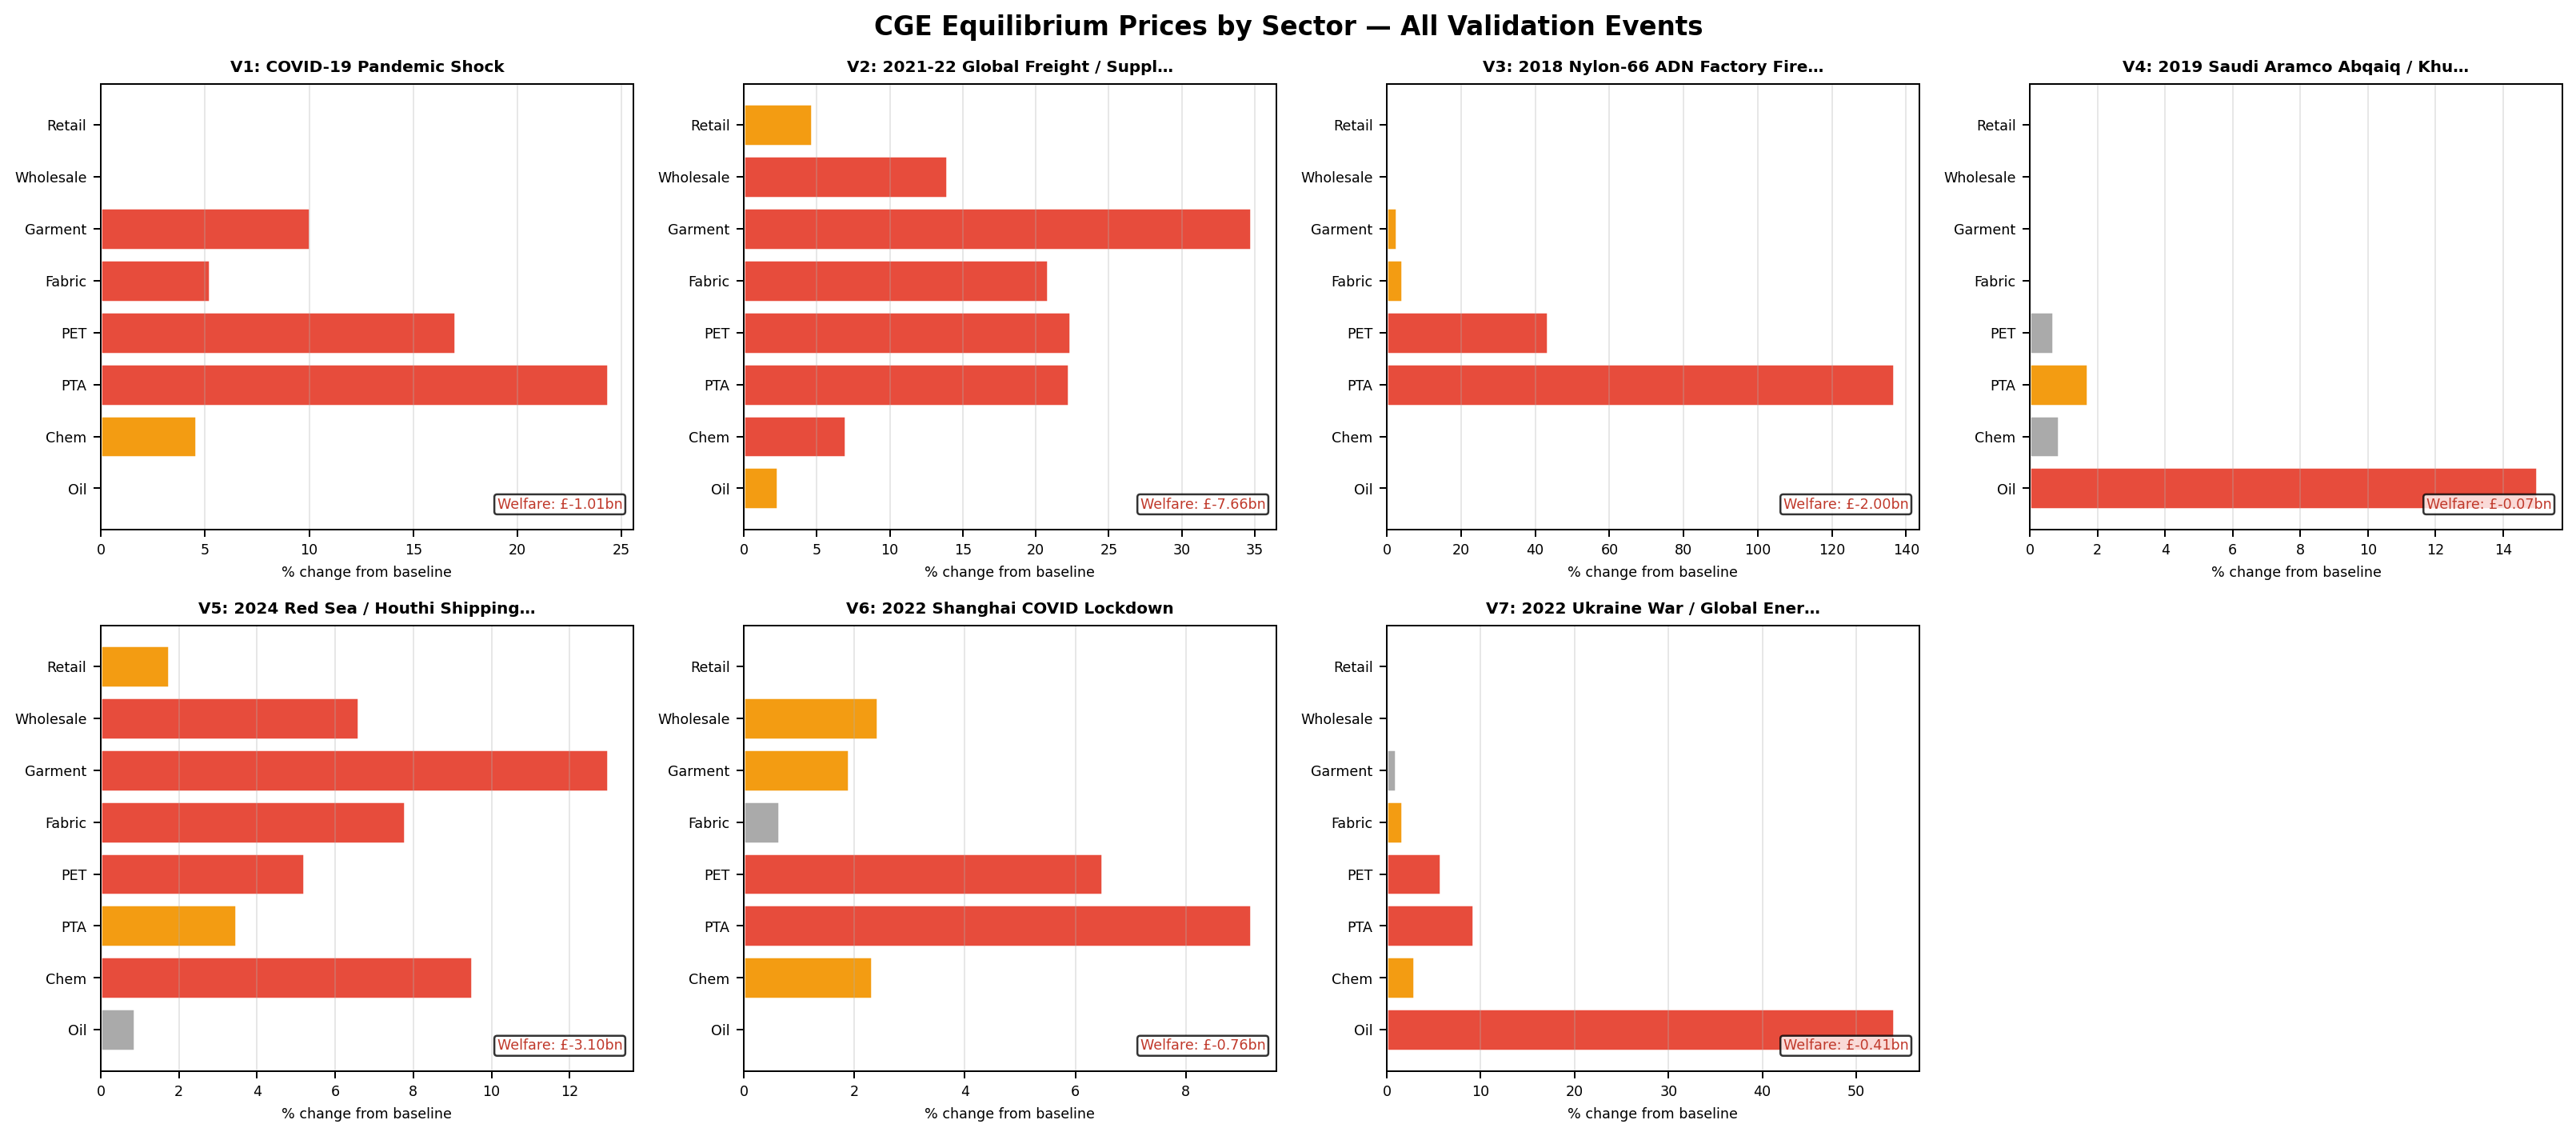 CGE Equilibrium Prices by Sector — All Validation Events
V1: COVID-19 Pandemic Shock
Retail
Wholesale
Garment
Fabric
PET
PTA
Chem
Oil
Welfare: £-1.01bn
0 5 10 15 20 25
% change from baseline
V2: 2021-22 Global Freight / Suppl…
Retail
Wholesale
Garment
Fabric
PET
PTA
Chem
Oil
Welfare: £-7.66bn
0 5 10 15 20 25 30 35
% change from baseline
V3: 2018 Nylon-66 ADN Factory Fire…
Retail
Wholesale
Garment
Fabric
PET
PTA
Chem
Oil
Welfare: £-2.00bn
0 20 40 60 80 100 120 140
% change from baseline
V4: 2019 Saudi Aramco Abqaiq / Khu…
Retail
Wholesale
Garment
Fabric
PET
PTA
Chem
Oil
Welfare: £-0.07bn
0 2 4 6 8 10 12 14
% change from baseline
V5: 2024 Red Sea / Houthi Shipping…
Retail
Wholesale
Garment
Fabric
PET
PTA
Chem
Oil
Welfare: £-3.10bn
0 2 4 6 8 10 12
% change from baseline
V6: 2022 Shanghai COVID Lockdown
Retail
Wholesale
Garment
Fabric
PET
PTA
Chem
Oil
Welfare: £-0.76bn
0 2 4 6 8
% change from baseline
V7: 2022 Ukraine War / Global Ener…
Retail
Wholesale
Garment
Fabric
PET
PTA
Chem
Oil
Welfare: £-0.41bn
0 10 20 30 40 50
% change from baseline